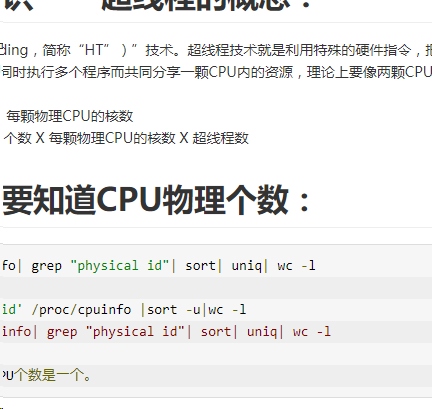 超线程的概念：
ding，简称“HT”）”技术。超线程技术就是利用特殊的硬件指令，
同时执行多个程序而共同分享一颗CPU内的资源，理论上要像两颗CPU
每颗物理CPU的核数
个数 X 每颗物理CPU的核数 X 超线程数
要知道CPU物理个数：
fo| grep "physical id"| sort| uniq| wc -l
id' /proc/cpuinfo |sort -u|wc -l
info| grep "physical id"| sort| uniq| wc -l
PU个数是一个。